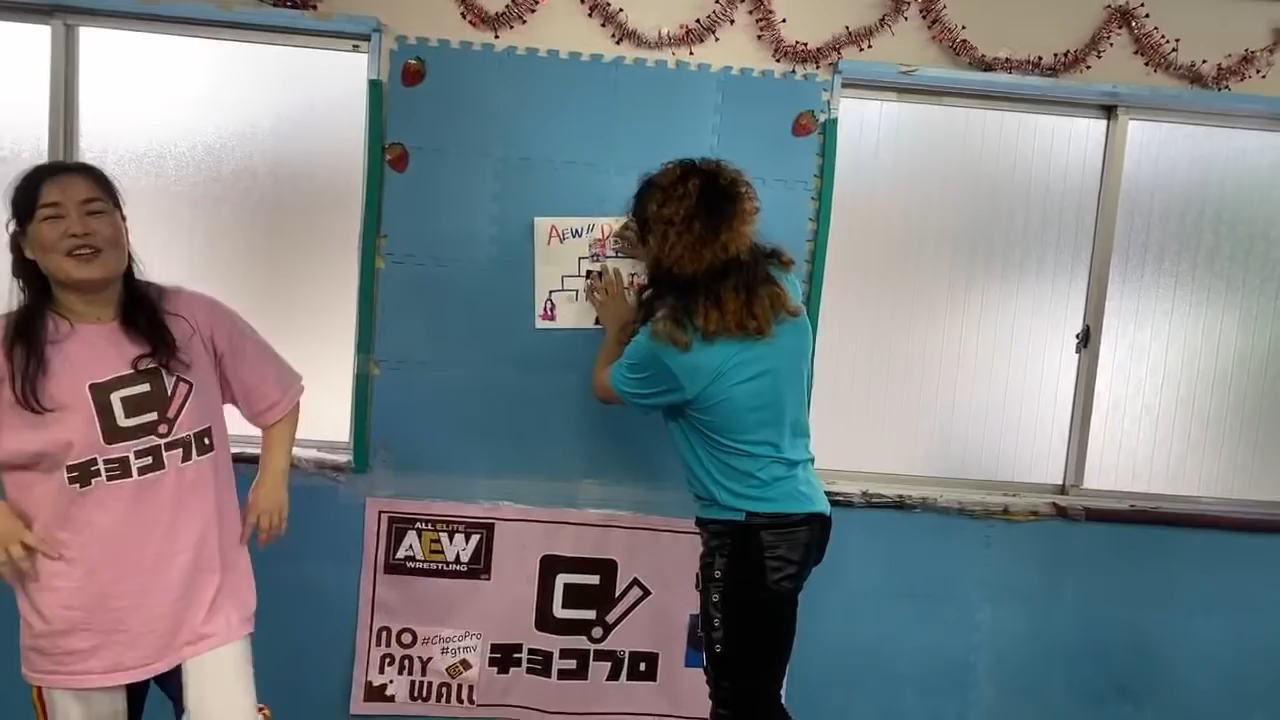 AEW!!
C!
チョコプロ
ALL ELITE
AEW
WRESTLING
C!
チョコプロ
NO
PAY
WALL
#ChocoPro
#gtmv